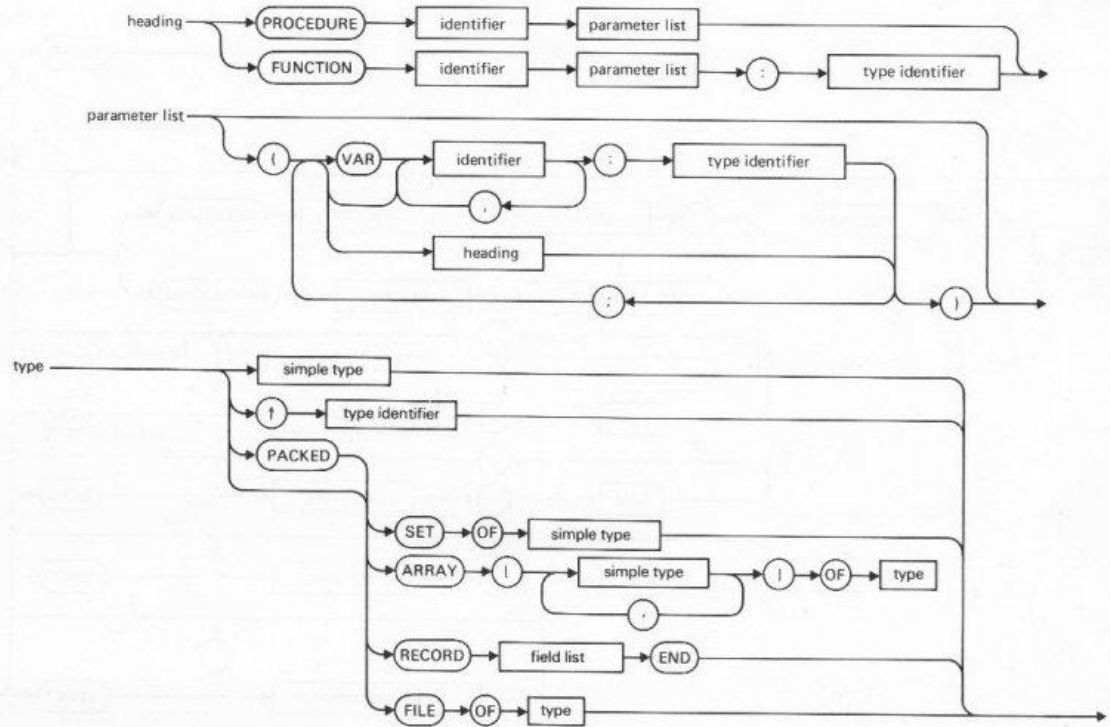 heading PROCEDURE identifier parameter list
FUNCTION identifier parameter list : type identifier
parameter list
( VAR identifier : type identifier
,
heading
; )
type simple type
↑ type identifier
PACKED
SET OF simple type
ARRAY [ simple type ] OF type
,
RECORD field list END
FILE OF type